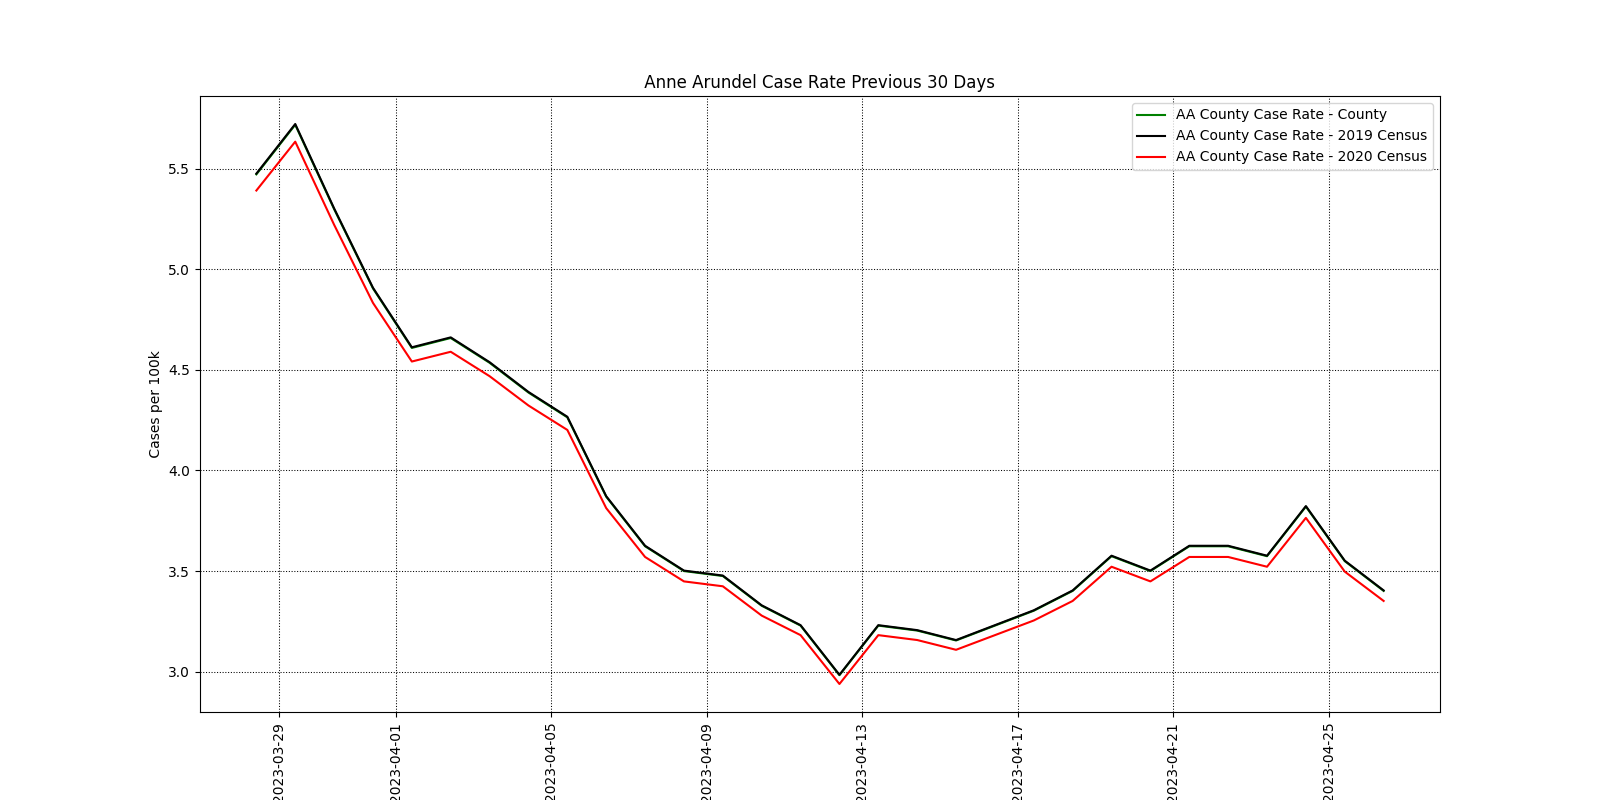 Anne Arundel Case Rate Previous 30 Days
AA County Case Rate - County
AA County Case Rate - 2019 Census
AA County Case Rate - 2020 Census
Cases per 100k
5.5
5.0
4.5
4.0
3.5
3.0
2023-03-29
2023-04-01
2023-04-05
2023-04-09
2023-04-13
2023-04-17
2023-04-21
2023-04-25